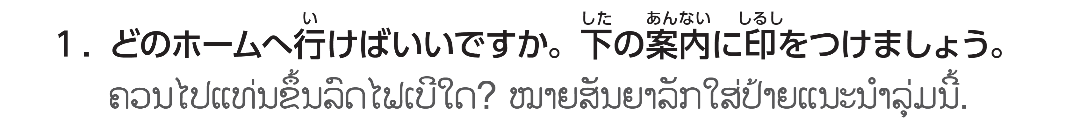 1. どのホームへ行けばいいですか。下の案内に印をつけましょう。
ຄວນໄປແທ່ນຂຶ້ນລົດໄຟເບີໃດ? ໝາຍສັນຍາລັກໃສ່ປ້າຍແນະນຳລຸ່ມນີ້.